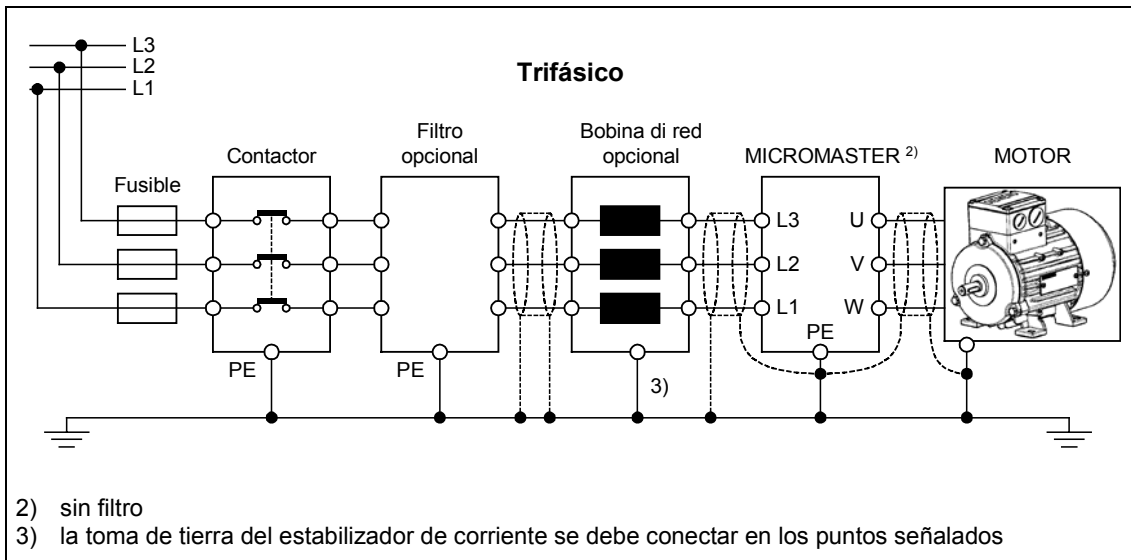 L3
L2
L1
Trifásico
Filtro
opcional
Bobina di red
opcional
Contactor
MICROMASTER 2)
MOTOR
Fusible
L3
U
L2
V
L1
W
PE
PE
PE
3)
2) sin filtro
3) la toma de tierra del estabilizador de corriente se debe conectar en los puntos señalados